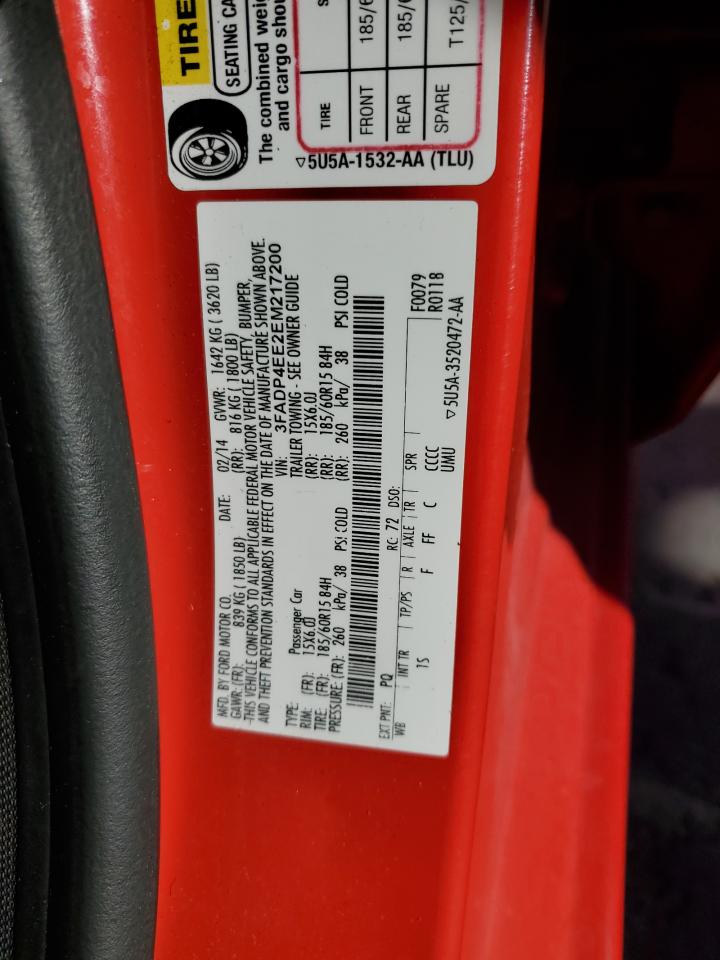 TIRE
SEATING CA
The combined weig
and cargo shou
TIRE S
FRONT 185/6
REAR 185/6
SPARE T125/
▽5U5A-1532-AA (TLU)
MFD. BY FORD MOTOR CO. DATE: 02/14 GVWR: 1642 KG ( 3620 LB)
GAWR: (FR): 839 KG ( 1850 LB) (RR): 816 KG ( 1800 LB)
THIS VEHICLE CONFORMS TO ALL APPLICABLE FEDERAL MOTOR VEHICLE SAFETY, BUMPER,
AND THEFT PREVENTION STANDARDS IN EFFECT ON THE DATE OF MANUFACTURE SHOWN ABOVE.
VIN: 3FADP4EE2EM217200
TYPE: Passenger Car TRAILER TOWING - SEE OWNER GUIDE
RIM: (FR): 15X6.0J (RR): 15X6.0J
TIRE: (FR): 185/60R15 84H (RR): 185/60R15 84H
PRESSURE: (FR): 260 kPa/ 38 PSI COLD (RR): 260 kPa/ 38 PSI COLD
EXT PNT: PQ RC: 72 DSO: F0079
R0118
WB INT TR TP/PS R AXLE TR SPR
15 F FF C CCCC
UMU ▽5U5A-3520472-AA